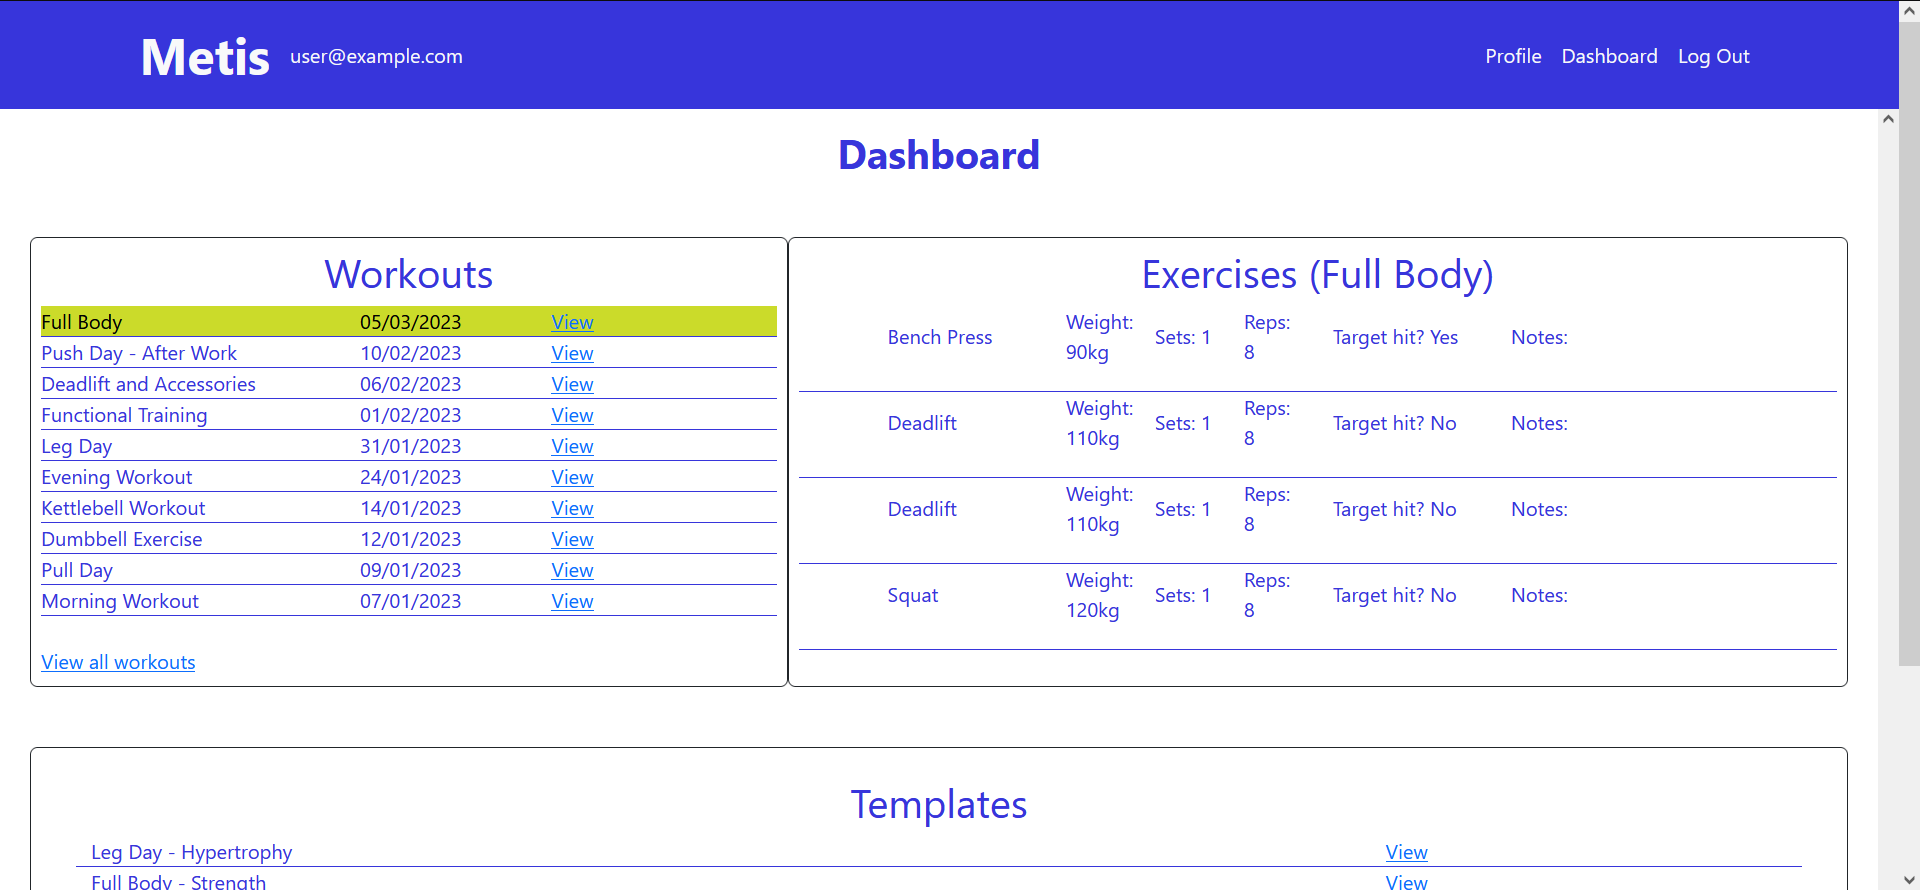 Metis user@example.com Profile Dashboard Log Out
Dashboard
Workouts
Full Body 05/03/2023 View
Push Day - After Work 10/02/2023 View
Deadlift and Accessories 06/02/2023 View
Functional Training 01/02/2023 View
Leg Day 31/01/2023 View
Evening Workout 24/01/2023 View
Kettlebell Workout 14/01/2023 View
Dumbbell Exercise 12/01/2023 View
Pull Day 09/01/2023 View
Morning Workout 07/01/2023 View
View all workouts
Exercises (Full Body)
Bench Press Weight: 90kg Sets: 1 Reps: 8 Target hit? Yes Notes:
Deadlift Weight: 110kg Sets: 1 Reps: 8 Target hit? No Notes:
Deadlift Weight: 110kg Sets: 1 Reps: 8 Target hit? No Notes:
Squat Weight: 120kg Sets: 1 Reps: 8 Target hit? No Notes:
Templates
Leg Day - Hypertrophy View
Full Body - Strength View